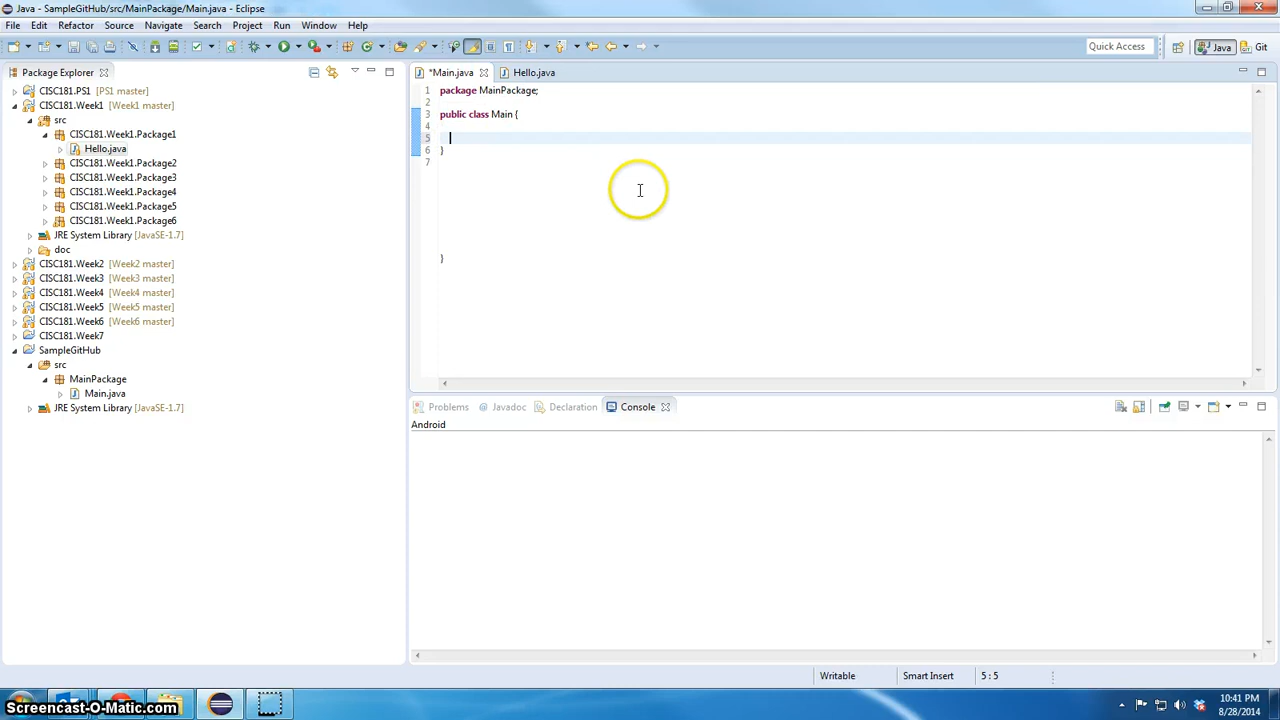 Java - SampleGitHub/src/MainPackage/Main.java - Eclipse
File Edit Refactor Source Navigate Search Project Run Window Help
Quick Access Java Git
Package Explorer
CISC181.PS1 [PS1 master]
CISC181.Week1 [Week1 master]
src
CISC181.Week1.Package1
Hello.java
CISC181.Week1.Package2
CISC181.Week1.Package3
CISC181.Week1.Package4
CISC181.Week1.Package5
CISC181.Week1.Package6
JRE System Library [JavaSE-1.7]
doc
CISC181.Week2 [Week2 master]
CISC181.Week3 [Week3 master]
CISC181.Week4 [Week4 master]
CISC181.Week5 [Week5 master]
CISC181.Week6 [Week6 master]
CISC181.Week7
SampleGitHub
src
MainPackage
Main.java
JRE System Library [JavaSE-1.7]
*Main.java Hello.java
1 package MainPackage;
2
3 public class Main {
4
5
6 }
7
}
Problems Javadoc Declaration Console
Android
Writable Smart Insert 5 : 5
Screencast-O-Matic.com
10:41 PM
8/28/2014